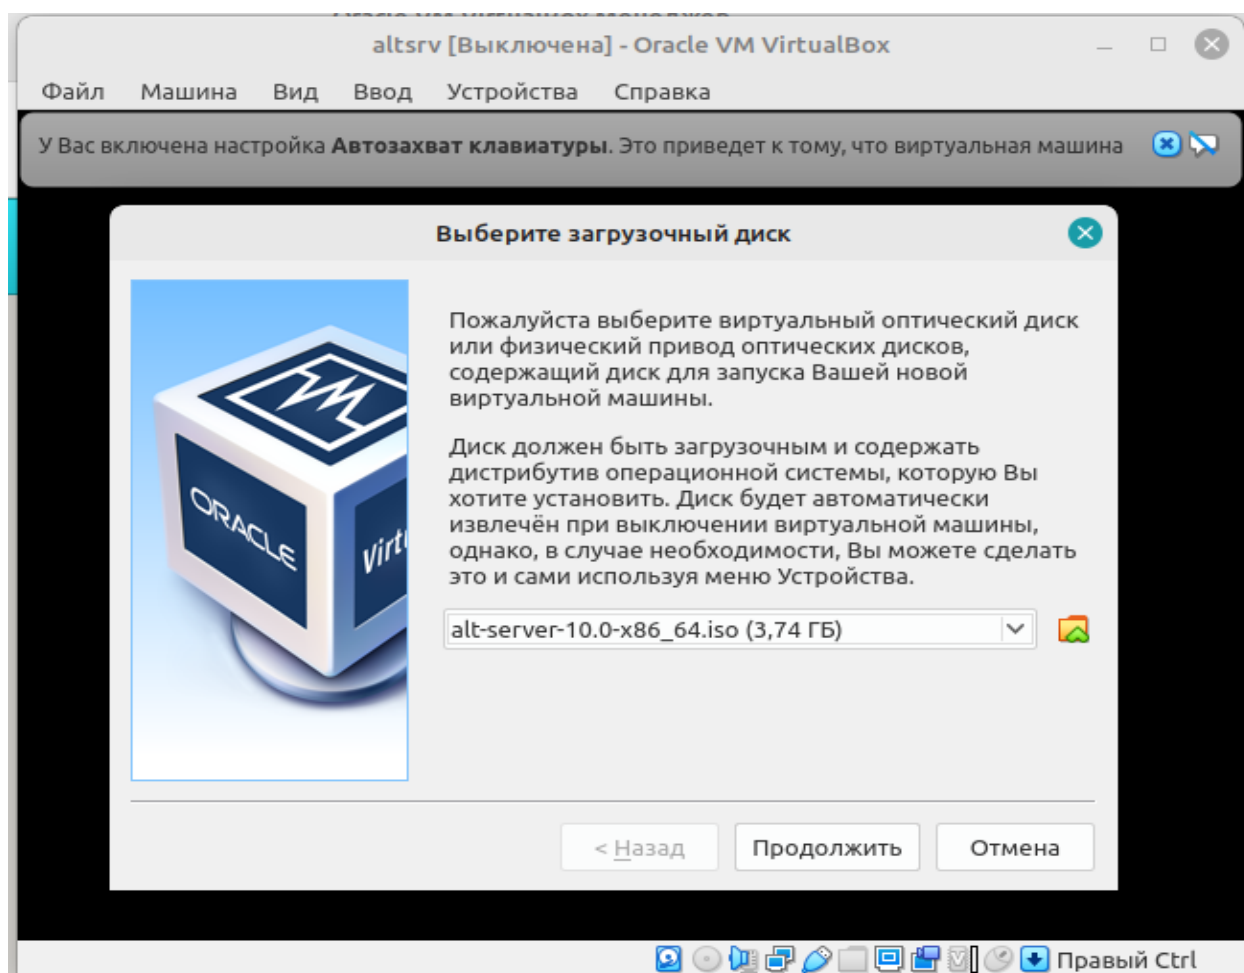 altsrv [Выключена] - Oracle VM VirtualBox
Файл Машина Вид Ввод Устройства Справка
У Вас включена настройка Автозахват клавиатуры. Это приведет к тому, что виртуальная машина
Выберите загрузочный диск
Пожалуйста выберите виртуальный оптический диск
или физический привод оптических дисков,
содержащий диск для запуска Вашей новой
виртуальной машины.
Диск должен быть загрузочным и содержать
дистрибутив операционной системы, которую Вы
хотите установить. Диск будет автоматически
извлечён при выключении виртуальной машины,
однако, в случае необходимости, Вы можете сделать
это и сами используя меню Устройства.
ORACLE
alt-server-10.0-x86_64.iso (3,74 ГБ)
< Назад Продолжить Отмена
Правый Ctrl